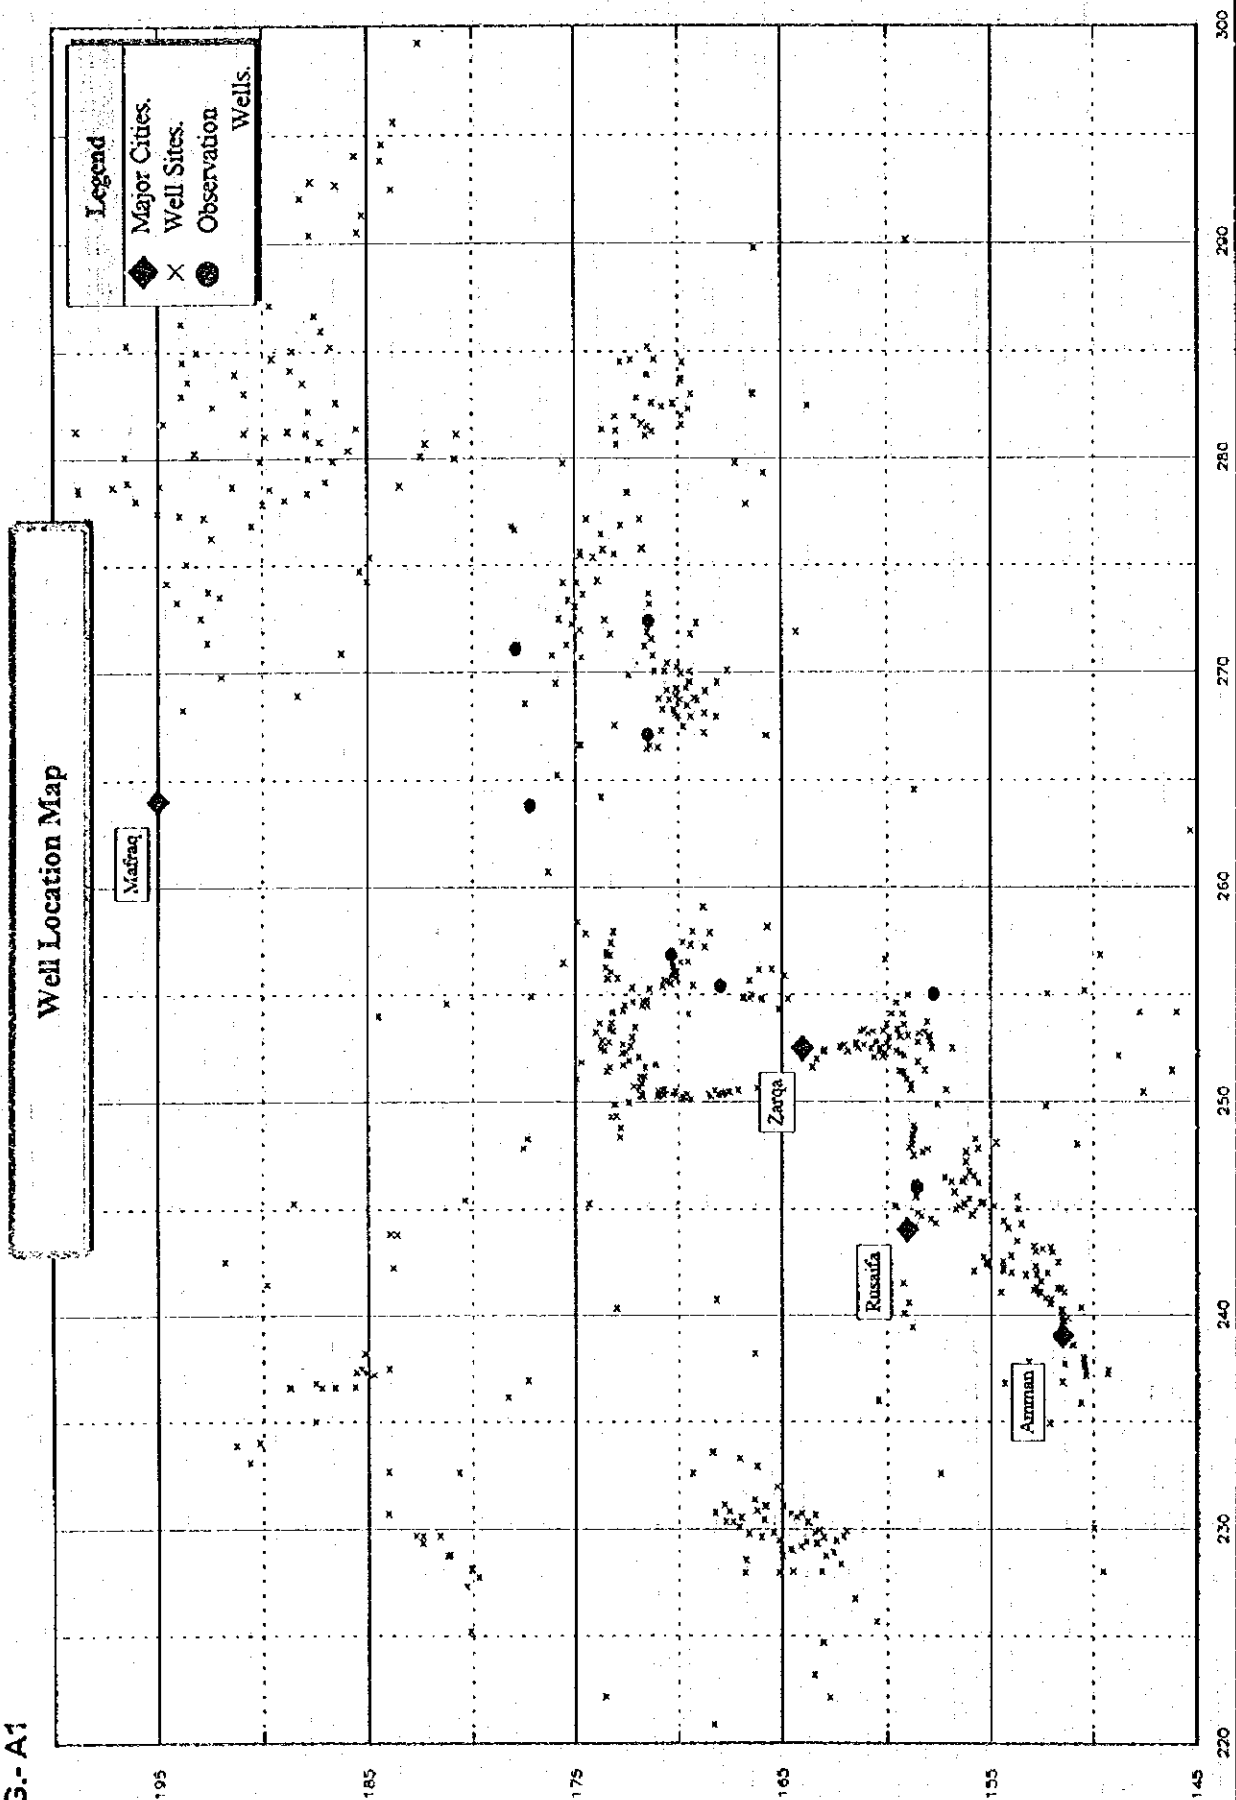 G.- A1
Well Location Map
Legend
Major Cities.
Well Sites.
Observation
Wells.
Mafraq
Zarqa
Rusaifa
Amman
195
185
175
165
155
145
220
230
240
250
260
270
280
290
300